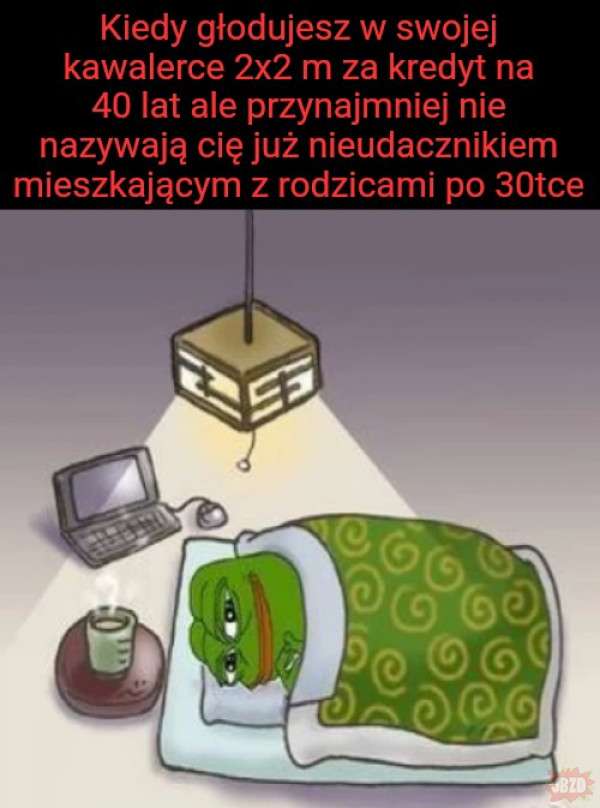 Kiedy głodujesz w swojej
kawalerce 2x2 m za kredyt na
40 lat ale przynajmniej nie
nazywają cię już nieudacznikiem
mieszkającym z rodzicami po 30tce
JBZD